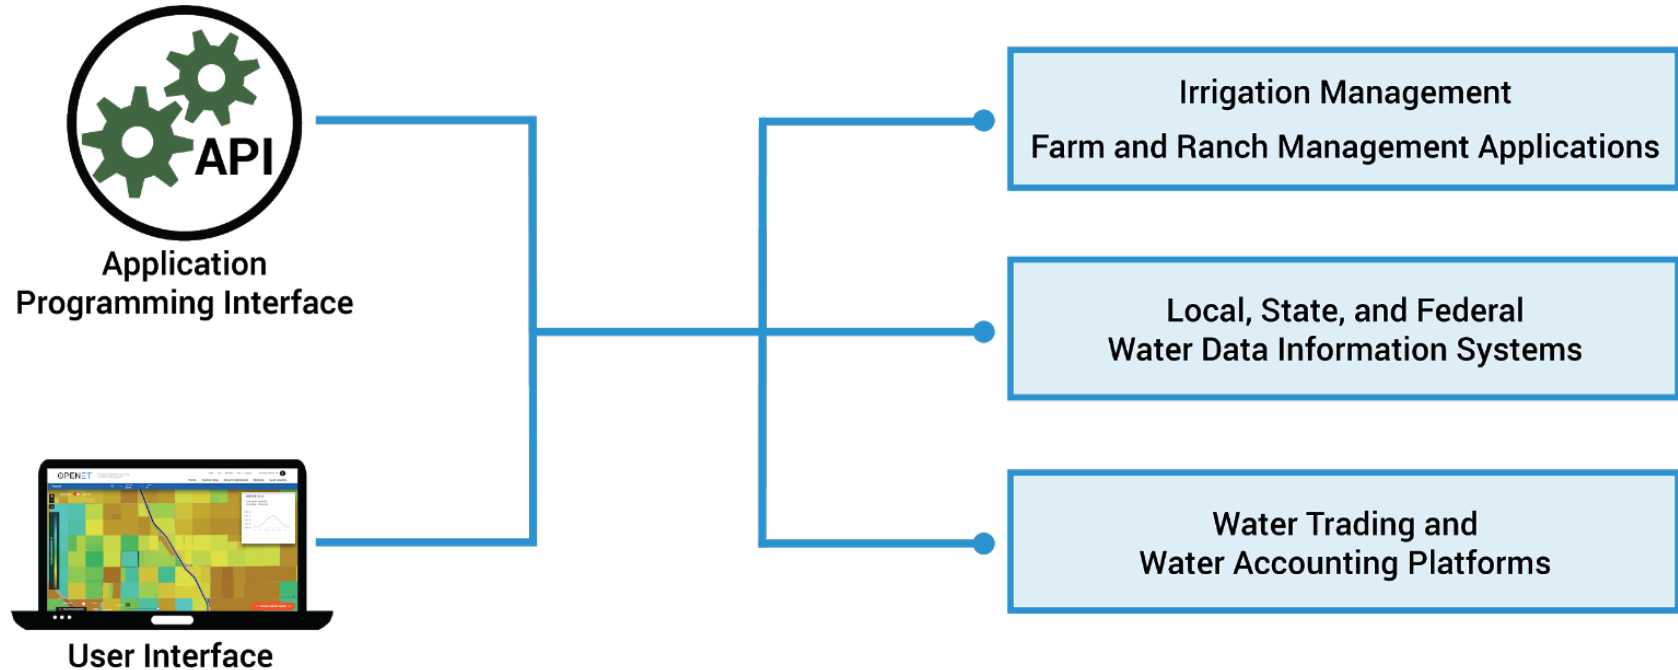 API
Application
Programming Interface
OPENET
User Interface
Irrigation Management
Farm and Ranch Management Applications
Local, State, and Federal
Water Data Information Systems
Water Trading and
Water Accounting Platforms